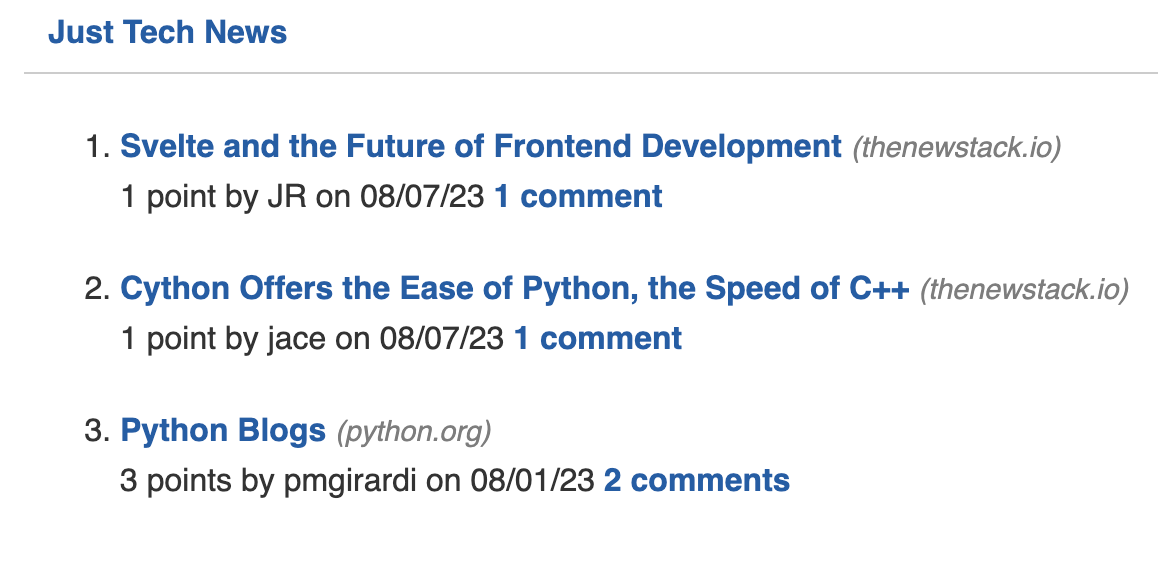 Just Tech News
1. Svelte and the Future of Frontend Development (thenewstack.io)
1 point by JR on 08/07/23 1 comment
2. Cython Offers the Ease of Python, the Speed of C++ (thenewstack.io)
1 point by jace on 08/07/23 1 comment
3. Python Blogs (python.org)
3 points by pmgirardi on 08/01/23 2 comments